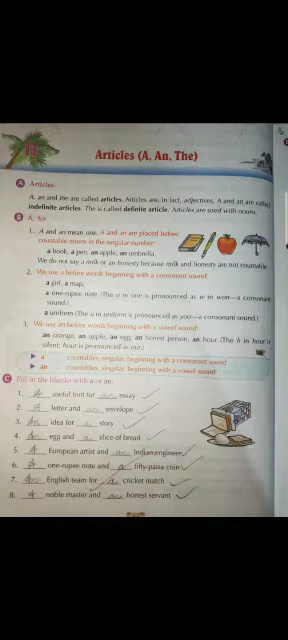 11
Articles (A, An, The)
A Articles
A, an and the are called articles. Articles are, in fact, adjectives. A and an are called
indefinite articles. The is called definite article. Articles are used with nouns.
B A, An
1. A and an mean one. A and an are placed before
countable nouns in the singular number:
a book, a pen, an apple, an umbrella.
We do not say a milk or an honesty because milk and honesty are not countable.
2. We use a before words beginning with a consonant sound:
a girl, a map,
a one-rupee note (The o in one is pronounced as w in won—a consonant
sound.)
a uniform (The u in uniform is pronounced as yoo—a consonant sound.)
3. We use an before words beginning with a vowel sound:
an orange, an apple, an egg, an honest person, an hour (The h in hour is
silent; hour is pronounced as our.)
a countables, singular, beginning with a consonant sound
an countables, singular, beginning with a vowel sound
C Fill in the blanks with a or an:
1. A useful hint for an essay
2. A letter and an envelope
3. An idea for a story
4. An egg and a slice of bread
5. A European artist and an Indian engineer
6. A one-rupee note and a fifty-paisa coin
7. An English team for a cricket match
8. A noble master and an honest servant